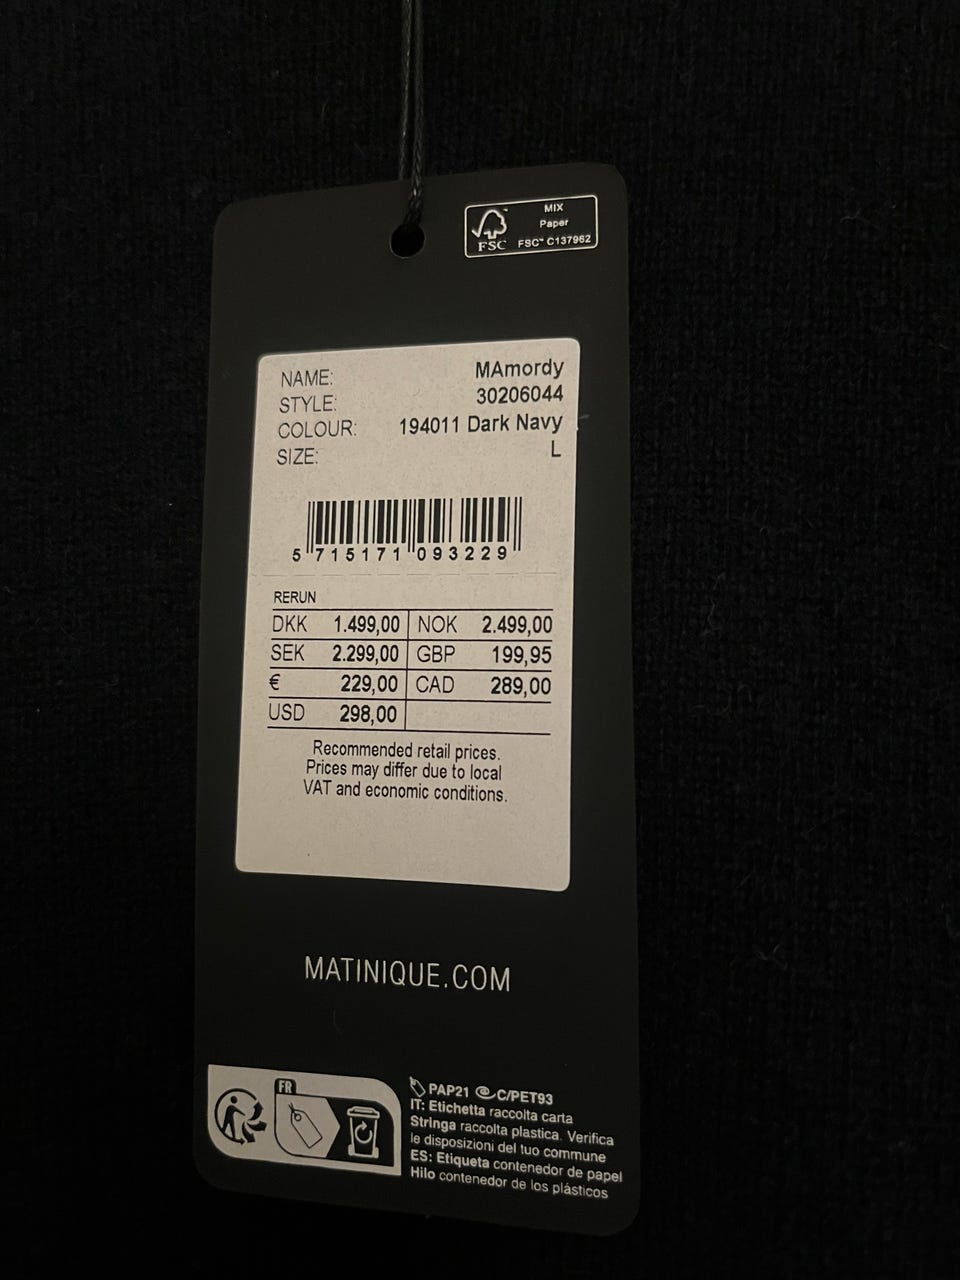 MIX
Paper
FSC™ C137962
FSC
NAME: MAmordy
STYLE: 30206044
COLOUR: 194011 Dark Navy
SIZE: L
5 715171 093229
RERUN
DKK 1.499,00 NOK 2.499,00
SEK 2.299,00 GBP 199,95
€ 229,00 CAD 289,00
USD 298,00
Recommended retail prices.
Prices may differ due to local
VAT and economic conditions.
MATINIQUE.COM
FR
PAP21 C/PET93
IT: Etichetta raccolta carta
Stringa raccolta plastica. Verifica
le disposizioni del tuo commune
ES: Etiqueta contenedor de papel
Hilo contenedor de los plásticos